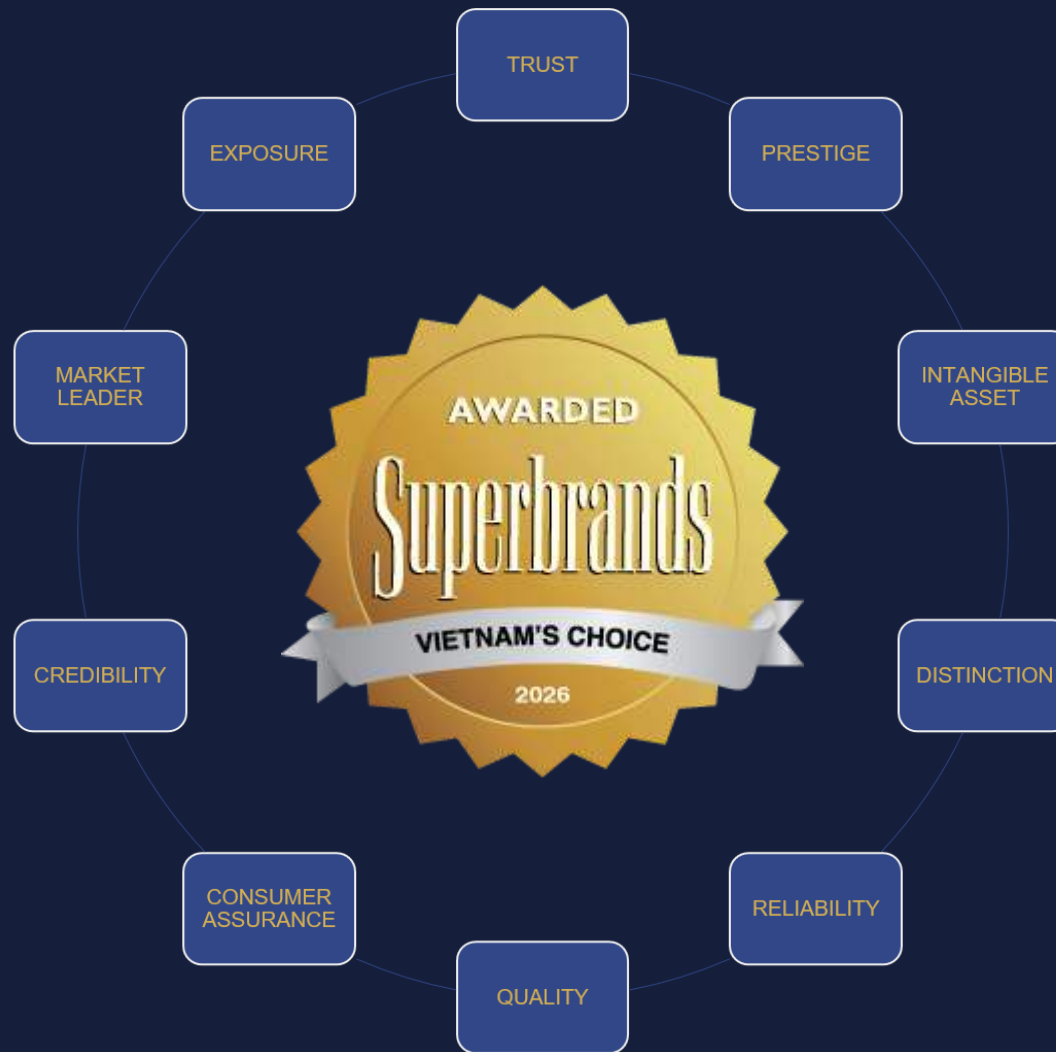 TRUST
EXPOSURE
PRESTIGE
MARKET
LEADER
INTANGIBLE
ASSET
AWARDED
Superbrands
VIETNAM'S CHOICE
2026
CREDIBILITY
DISTINCTION
CONSUMER
ASSURANCE
RELIABILITY
QUALITY